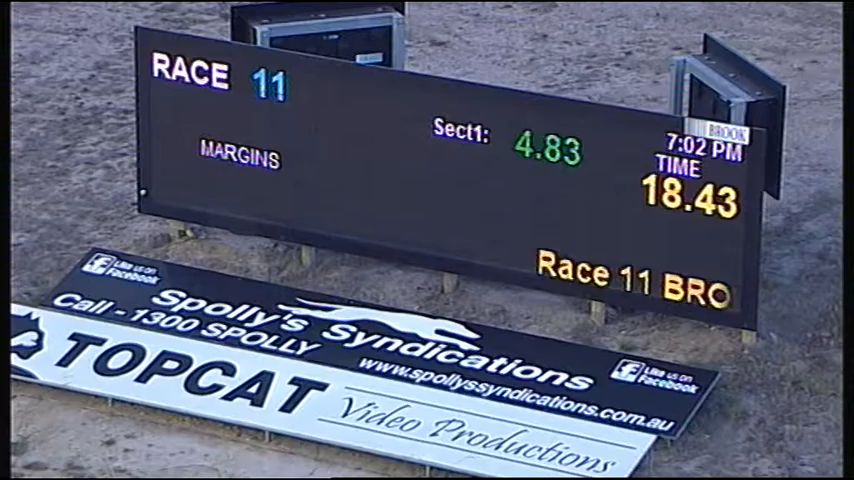 RACE 11
BROOK
Sect1: 4.83
7:02 PM
TIME
18.43
MARGINS
Race 11 BRO
Like us on
Facebook
Spolly's Syndications
Call - 1300 SPOLLY
www.spollyssyndications.com.au
Like us on
Facebook
TOPCAT Video Productions